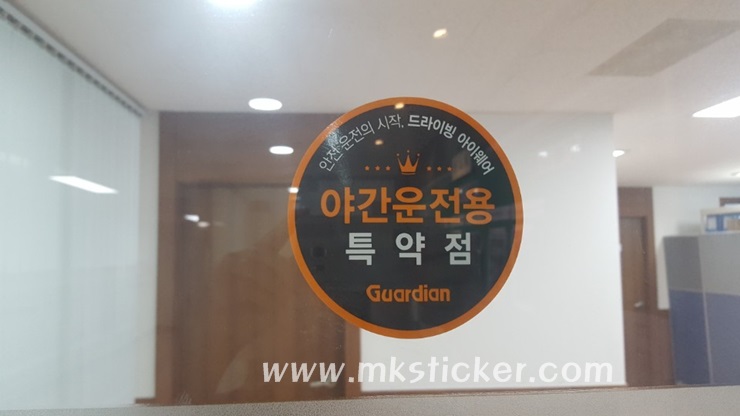 안전 운전의 시작, 드라이빙 아이웨어
야간운전용
특약점
Guardian
www.mksticker.com